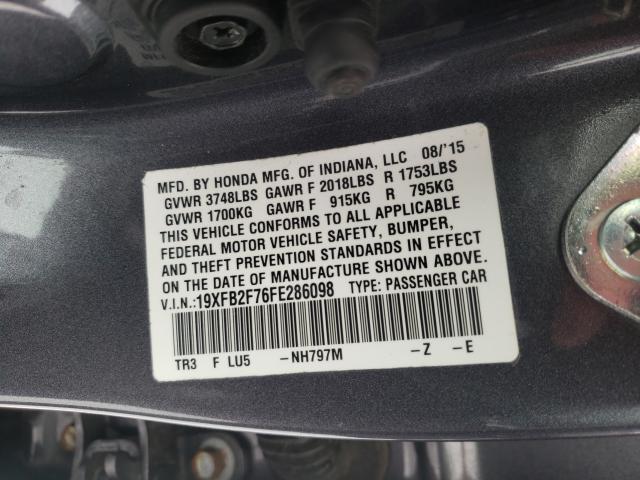 MFD. BY HONDA MFG. OF INDIANA, LLC 08/'15
GVWR 3748LBS GAWR F 2018LBS R 1753LBS
GVWR 1700KG GAWR F 915KG R 795KG
THIS VEHICLE CONFORMS TO ALL APPLICABLE
FEDERAL MOTOR VEHICLE SAFETY, BUMPER,
AND THEFT PREVENTION STANDARDS IN EFFECT
ON THE DATE OF MANUFACTURE SHOWN ABOVE.
V.I.N.:19XFB2F76FE286098 TYPE: PASSENGER CAR
TR3 F LU5 -NH797M -Z -E